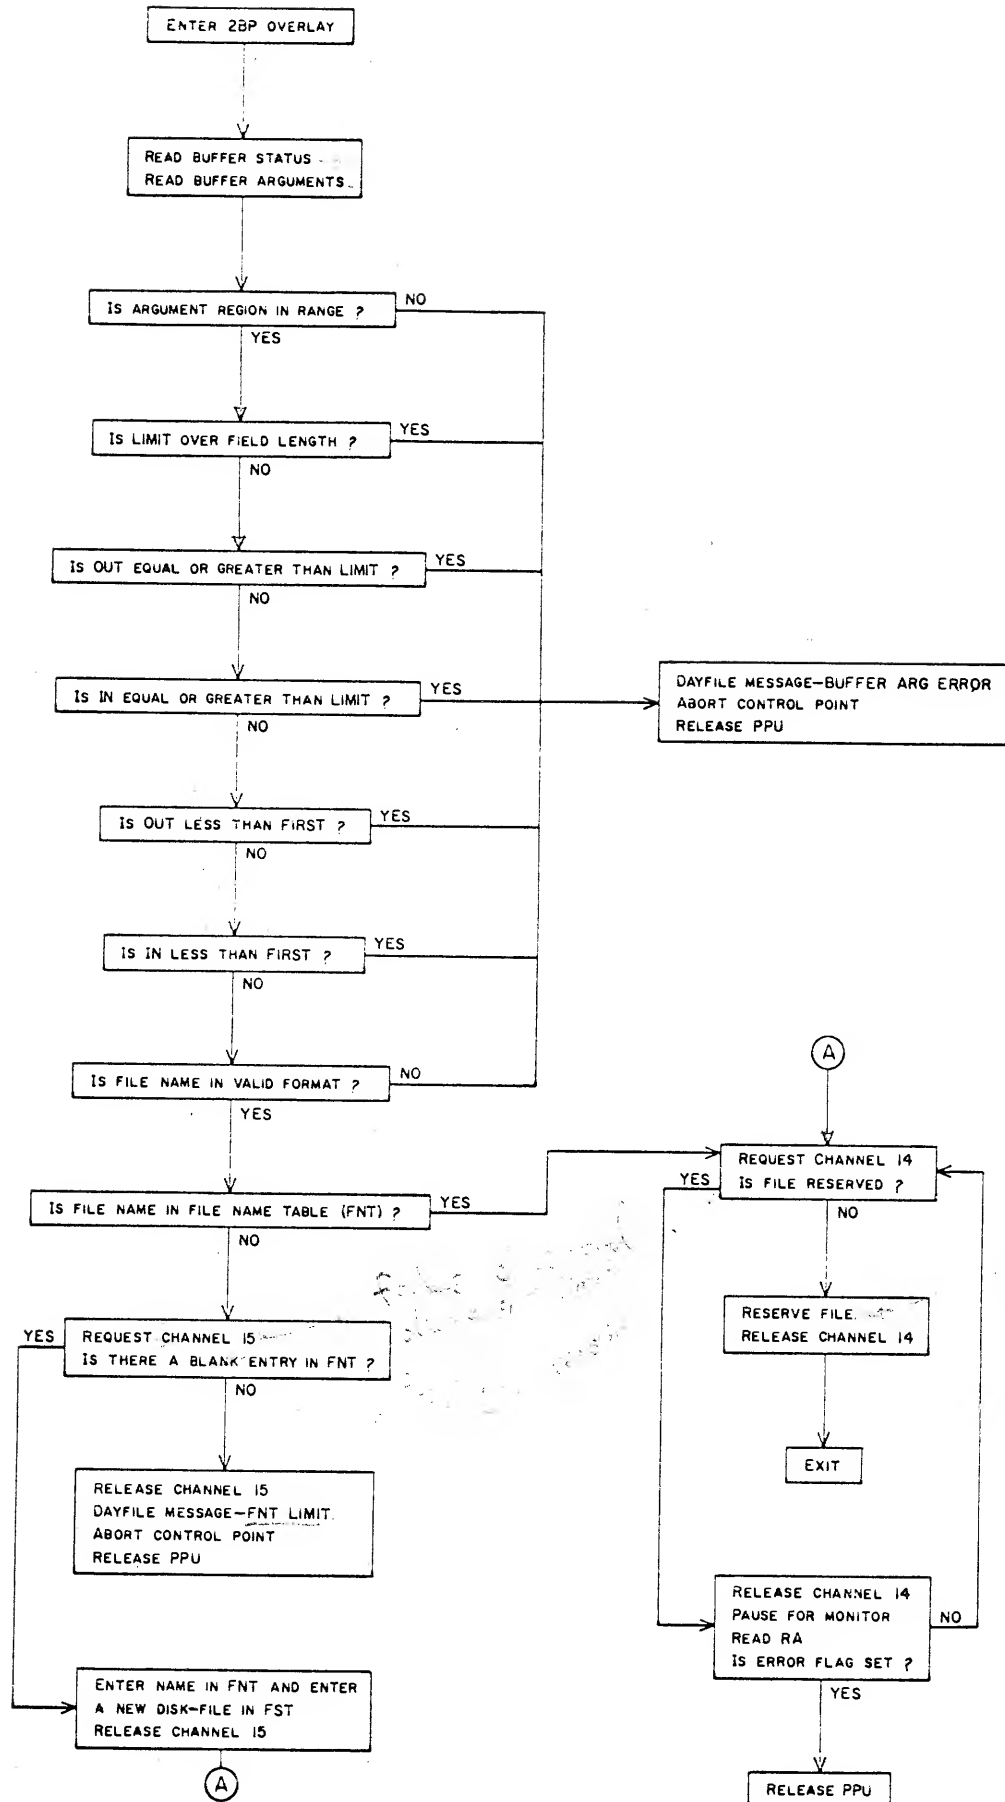 ENTER 2BP OVERLAY
READ BUFFER STATUS
READ BUFFER ARGUMENTS
IS ARGUMENT REGION IN RANGE ?
NO
YES
IS LIMIT OVER FIELD LENGTH ?
YES
NO
IS OUT EQUAL OR GREATER THAN LIMIT ?
YES
NO
IS IN EQUAL OR GREATER THAN LIMIT ?
YES
NO
DAYFILE MESSAGE-BUFFER ARG ERROR
ABORT CONTROL POINT
RELEASE PPU
IS OUT LESS THAN FIRST ?
YES
NO
IS IN LESS THAN FIRST ?
YES
NO
IS FILE NAME IN VALID FORMAT ?
NO
YES
IS FILE NAME IN FILE NAME TABLE (FNT) ?
YES
NO
YES
REQUEST CHANNEL 15
IS THERE A BLANK ENTRY IN FNT ?
NO
RELEASE CHANNEL 15
DAYFILE MESSAGE-FNT LIMIT
ABORT CONTROL POINT
RELEASE PPU
ENTER NAME IN FNT AND ENTER
A NEW DISK-FILE IN FST
RELEASE CHANNEL 15
A
A
REQUEST CHANNEL 14
IS FILE RESERVED ?
YES
NO
RESERVE FILE
RELEASE CHANNEL 14
EXIT
RELEASE CHANNEL 14
PAUSE FOR MONITOR
READ RA
IS ERROR FLAG SET ?
NO
YES
RELEASE PPU